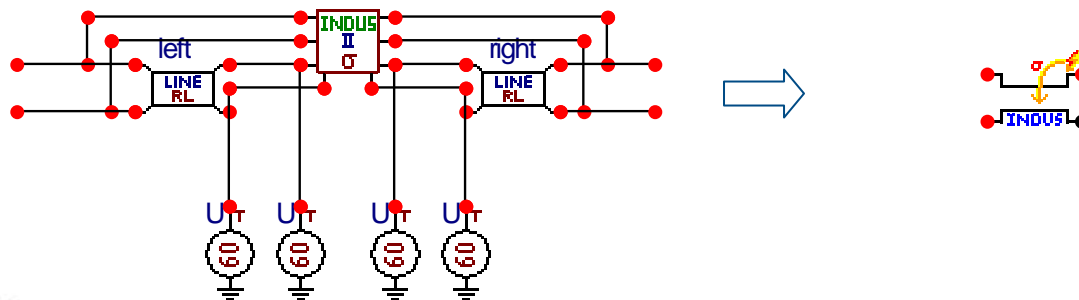 INDUS
II
σ
left
right
LINE
RL
LINE
RL
σ
INDUS
U T
U T
U T
U T
60
60
60
60